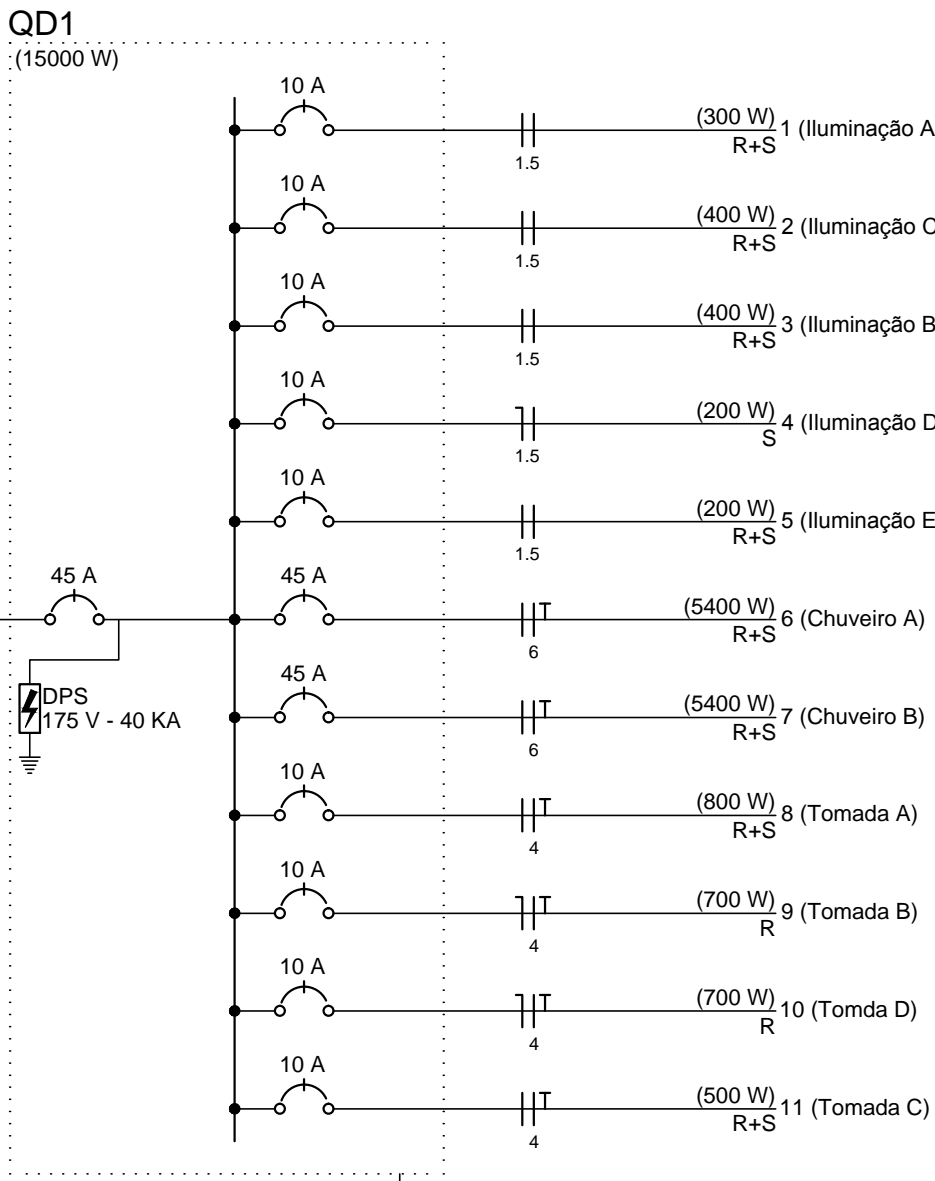 QD1
(15000 W)
10 A
(300 W)
R+S
1 (Iluminação A
1.5
10 A
(400 W)
R+S
2 (Iluminação C
1.5
10 A
(400 W)
R+S
3 (Iluminação B
1.5
10 A
(200 W)
S
4 (Iluminação D
1.5
10 A
(200 W)
R+S
5 (Iluminação E
1.5
45 A
45 A
(5400 W)
R+S
6 (Chuveiro A)
6
DPS
175 V - 40 KA
45 A
(5400 W)
R+S
7 (Chuveiro B)
6
10 A
(800 W)
R+S
8 (Tomada A)
4
10 A
(700 W)
R
9 (Tomada B)
4
10 A
(700 W)
R
10 (Tomda D)
4
10 A
(500 W)
R+S
11 (Tomada C)
4